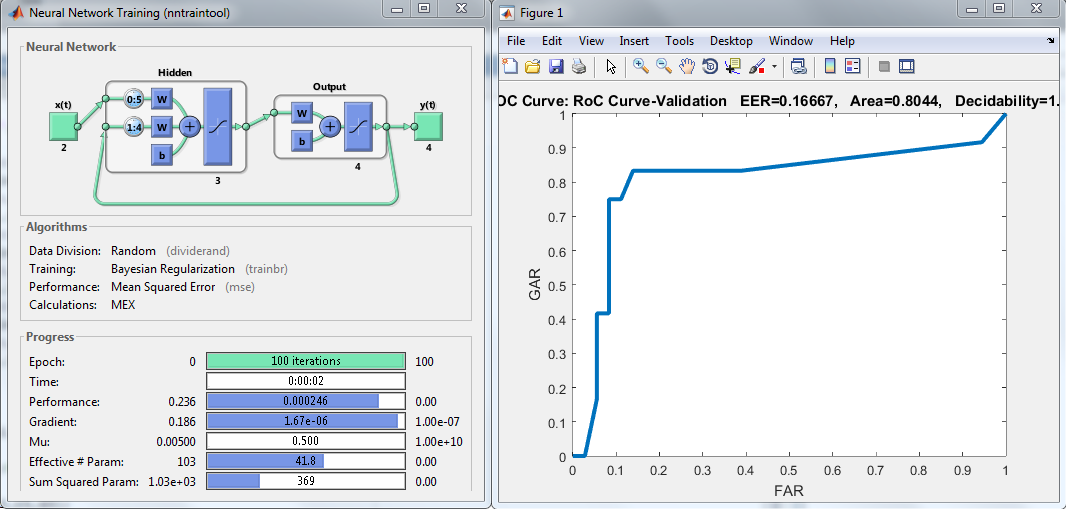 Neural Network Training (nntraintool)
Neural Network
Hidden
Output
x(t)
0:5
W
1:4
W
b
W
b
y(t)
2
3
4
4
Algorithms
Data Division: Random (dividerand)
Training: Bayesian Regularization (trainbr)
Performance: Mean Squared Error (mse)
Calculations: MEX
Progress
Epoch: 0 100 iterations 100
Time: 0:00:02
Performance: 0.236 0.000246 0.00
Gradient: 0.186 1.67e-06 1.00e-07
Mu: 0.00500 0.500 1.00e+10
Effective # Param: 103 41.8 0.00
Sum Squared Param: 1.03e+03 369 0.00
Figure 1
File Edit View Insert Tools Desktop Window Help
OC Curve: RoC Curve-Validation EER=0.16667, Area=0.8044, Decidability=1.
1
0.9
0.8
0.7
0.6
0.5
0.4
0.3
0.2
0.1
0
GAR
0 0.1 0.2 0.3 0.4 0.5 0.6 0.7 0.8 0.9 1
FAR